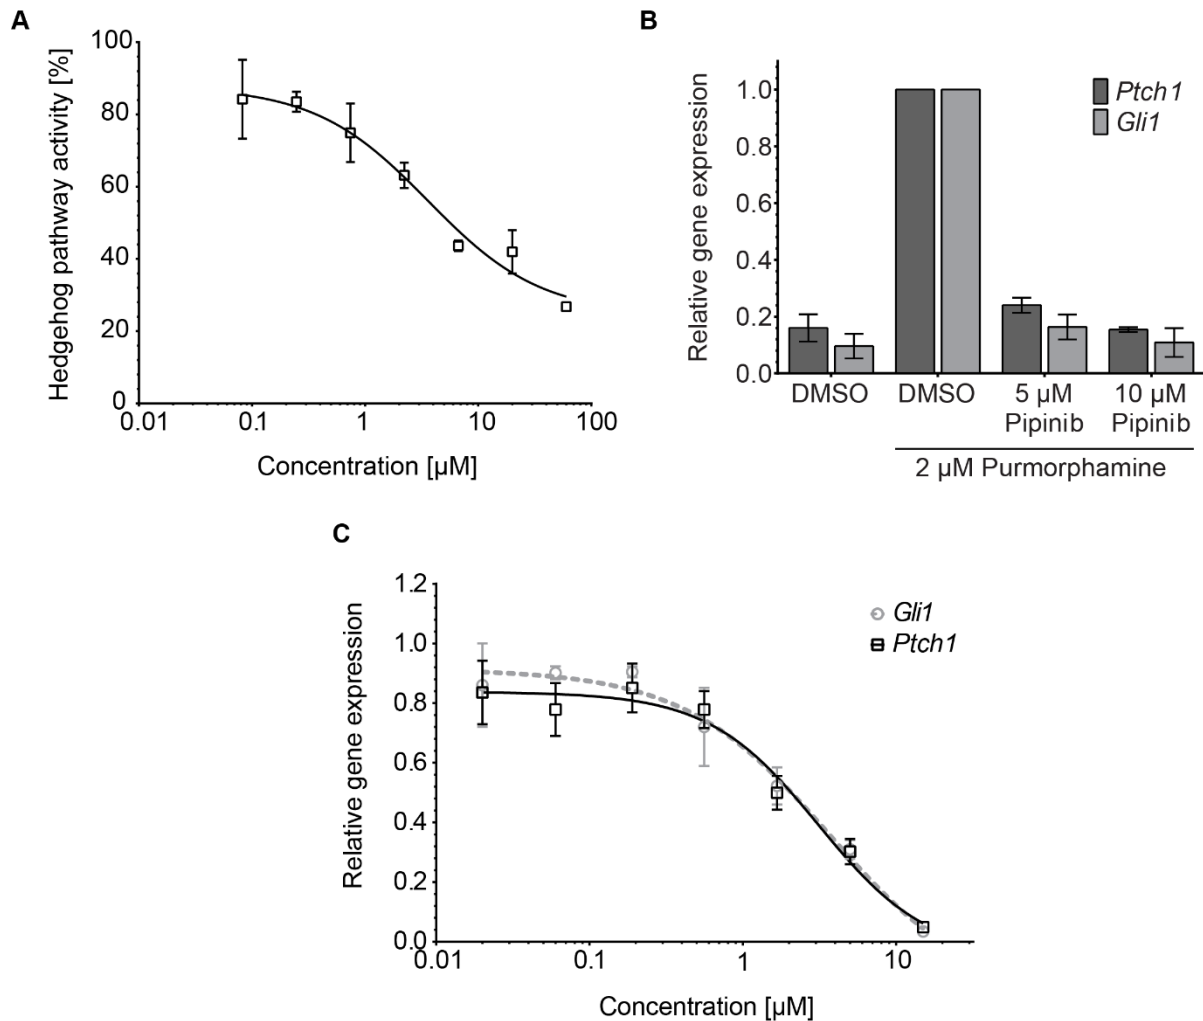 A
Hedgehog pathway activity [%]
100
80
60
40
20
0
0.01
0.1
1
10
100
Concentration [µM]
B
Relative gene expression
1.0
0.8
0.6
0.4
0.2
0.0
Ptch1
Gli1
DMSO
DMSO
5 µM
Pipinib
10 µM
Pipinib
2 µM Purmorphamine
C
Relative gene expression
1.2
1.0
0.8
0.6
0.4
0.2
0.0
0.01
0.1
1
10
Gli1
Ptch1
Concentration [µM]